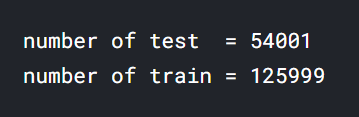 number of test  = 54001
number of train = 125999